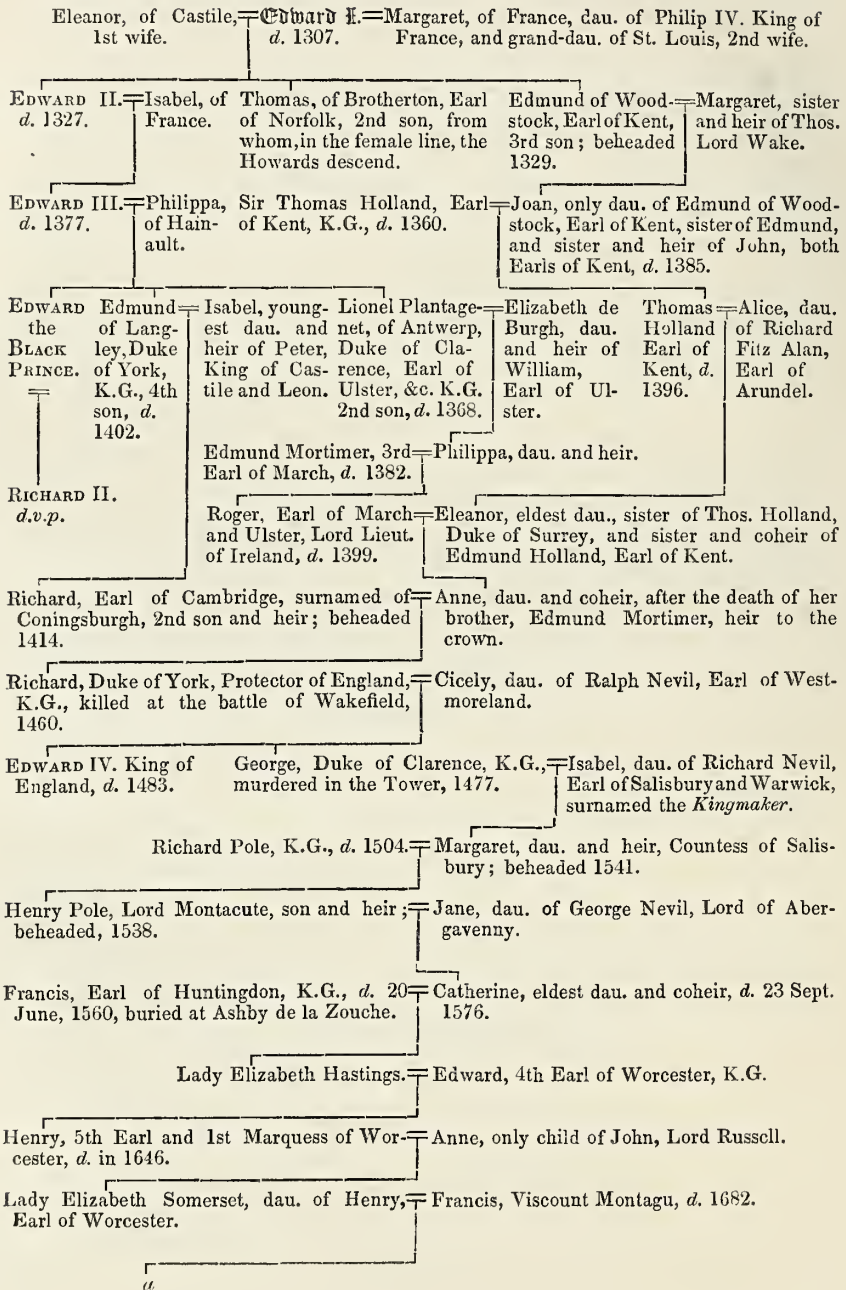 Eleanor, of Castile,=Edward I.=Margaret, of France, dau. of Philip IV. King of
1st wife. d. 1307. France, and grand-dau. of St. Louis, 2nd wife.
EDWARD II.=Isabel, of
d. 1327. France.
Thomas, of Brotherton, Earl
of Norfolk, 2nd son, from
whom, in the female line, the
Howards descend.
Edmund of Wood-=Margaret, sister
stock, Earl of Kent, and heir of Thos.
3rd son; beheaded Lord Wake.
1329.
EDWARD III.=Philippa,
d. 1377. of Hain-
ault.
Sir Thomas Holland, Earl=Joan, only dau. of Edmund of Wood-
of Kent, K.G., d. 1360. stock, Earl of Kent, sister of Edmund,
and sister and heir of John, both
Earls of Kent, d. 1385.
EDWARD
the
BLACK
PRINCE.
Edmund=
of Lang-
ley, Duke
of York,
K.G., 4th
son, d.
1402.
Isabel, young-
est dau. and
heir of Peter,
King of Cas-
tile and Leon.
Lionel Plantage-=
net, of Antwerp,
Duke of Cla-
rence, Earl of
Ulster, &c. K.G.
2nd son, d. 1368.
Elizabeth de
Burgh, dau.
and heir of
William,
Earl of Ul-
ster.
Thomas=
Holland
Earl of
Kent, d.
1396.
Alice, dau.
of Richard
Fitz Alan,
Earl of
Arundel.
Edmund Mortimer, 3rd=Philippa, dau. and heir.
Earl of March, d. 1382.
RICHARD II.
d.v.p.
Roger, Earl of March=Eleanor, eldest dau., sister of Thos. Holland,
and Ulster, Lord Lieut. Duke of Surrey, and sister and coheir of
of Ireland, d. 1399. Edmund Holland, Earl of Kent.
Richard, Earl of Cambridge, surnamed of=Anne, dau. and coheir, after the death of her
Coningsburgh, 2nd son and heir; beheaded brother, Edmund Mortimer, heir to the
1414. crown.
Richard, Duke of York, Protector of England,=Cicely, dau. of Ralph Nevil, Earl of West-
K.G., killed at the battle of Wakefield, moreland.
1460.
EDWARD IV. King of
England, d. 1483.
George, Duke of Clarence, K.G.,=Isabel, dau. of Richard Nevil,
murdered in the Tower, 1477. Earl of Salisbury and Warwick,
surnamed the Kingmaker.
Richard Pole, K.G., d. 1504.=Margaret, dau. and heir, Countess of Salis-
bury; beheaded 1541.
Henry Pole, Lord Montacute, son and heir;=Jane, dau. of George Nevil, Lord of Aber-
beheaded, 1538. gavenny.
Francis, Earl of Huntingdon, K.G., d. 20=Catherine, eldest dau. and coheir, d. 23 Sept.
June, 1560, buried at Ashby de la Zouche. 1576.
Lady Elizabeth Hastings.=Edward, 4th Earl of Worcester, K.G.
Henry, 5th Earl and 1st Marquess of Wor-=Anne, only child of John, Lord Russell.
cester, d. in 1646.
Lady Elizabeth Somerset, dau. of Henry,=Francis, Viscount Montagu, d. 1682.
Earl of Worcester.
a